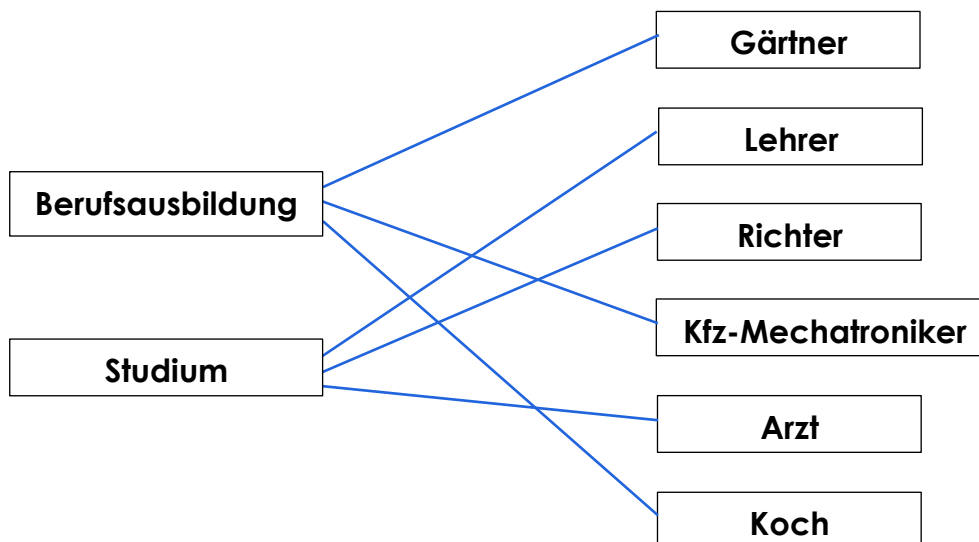 Gärtner
Lehrer
Berufsausbildung
Richter
Kfz-Mechatroniker
Studium
Arzt
Koch